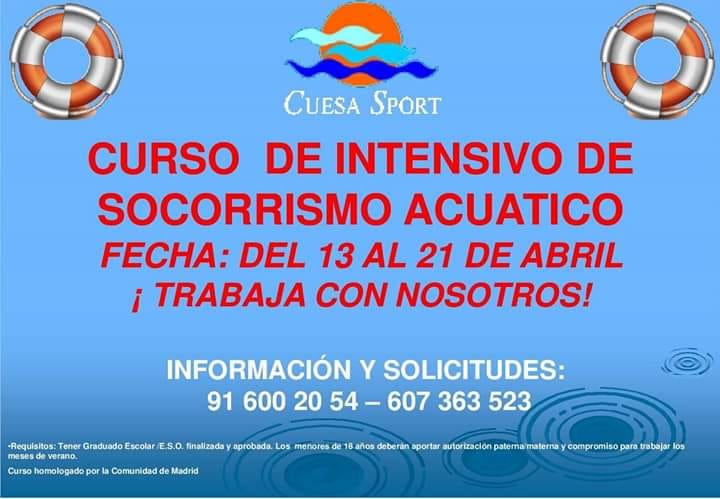 CUESA SPORT
CURSO DE INTENSIVO DE
SOCORRISMO ACUATICO
FECHA: DEL 13 AL 21 DE ABRIL
¡ TRABAJA CON NOSOTROS!
INFORMACIÓN Y SOLICITUDES:
91 600 20 54 – 607 363 523
•Requisitos: Tener Graduado Escolar /E.S.O. finalizada y aprobada. Los menores de 16 años deberán aportar autorización paterna/materna y compromiso para trabajar los
meses de verano.
Curso homologado por la Comunidad de Madrid